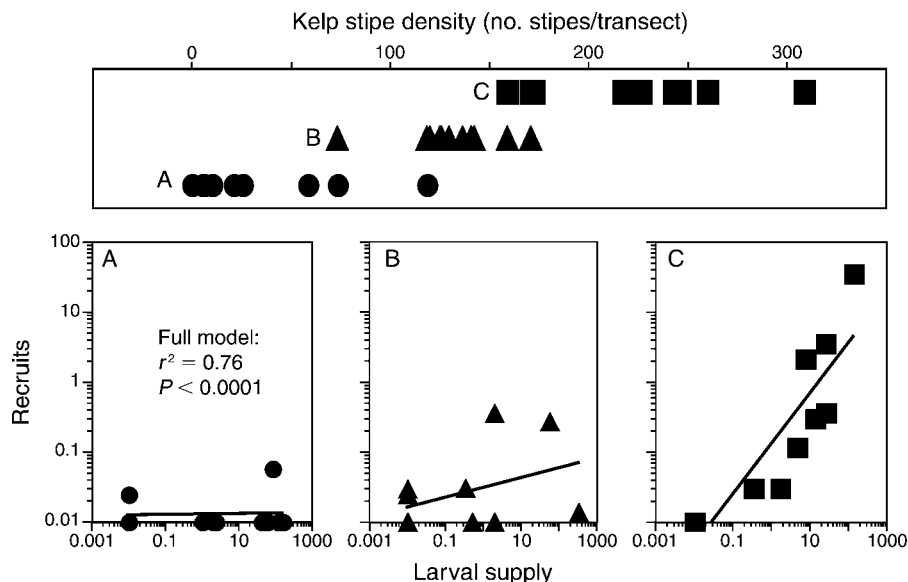 Kelp stipe density (no. stipes/transect)
0 100 200 300
C
B
A
100
10
1
0.1
0.01
Recruits
A
Full model:
r² = 0.76
P < 0.0001
0.001 0.1 10 1000
B
0.001 0.1 10 1000
C
0.001 0.1 10 1000
Larval supply